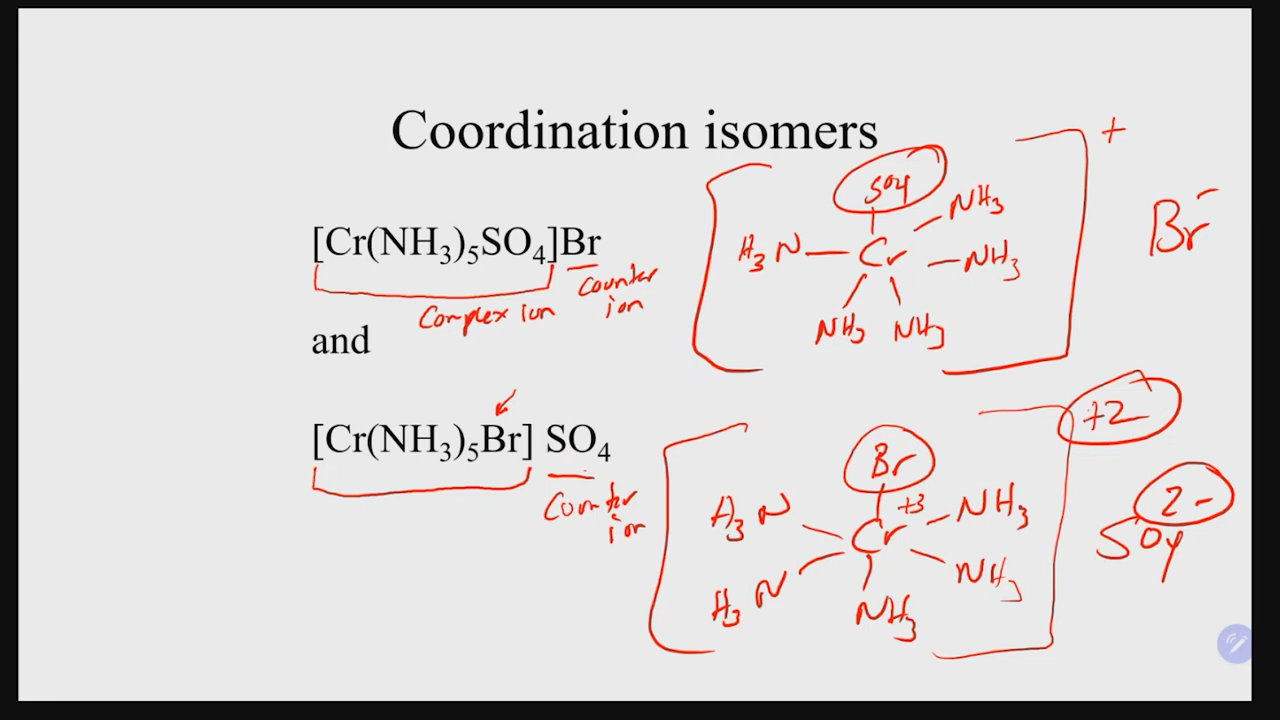 Coordination isomers
[Cr(NH₃)₅SO₄]Br
Complex ion
Counter
ion
and
[Cr(NH₃)₅Br] SO₄
Counter
ion
+
SO4
NH3
H3N Cr NH3
NH3 NH3
Br⁻
+2
Br
+3
H3N Cr NH3
H3N NH3
NH3
SO4 2-